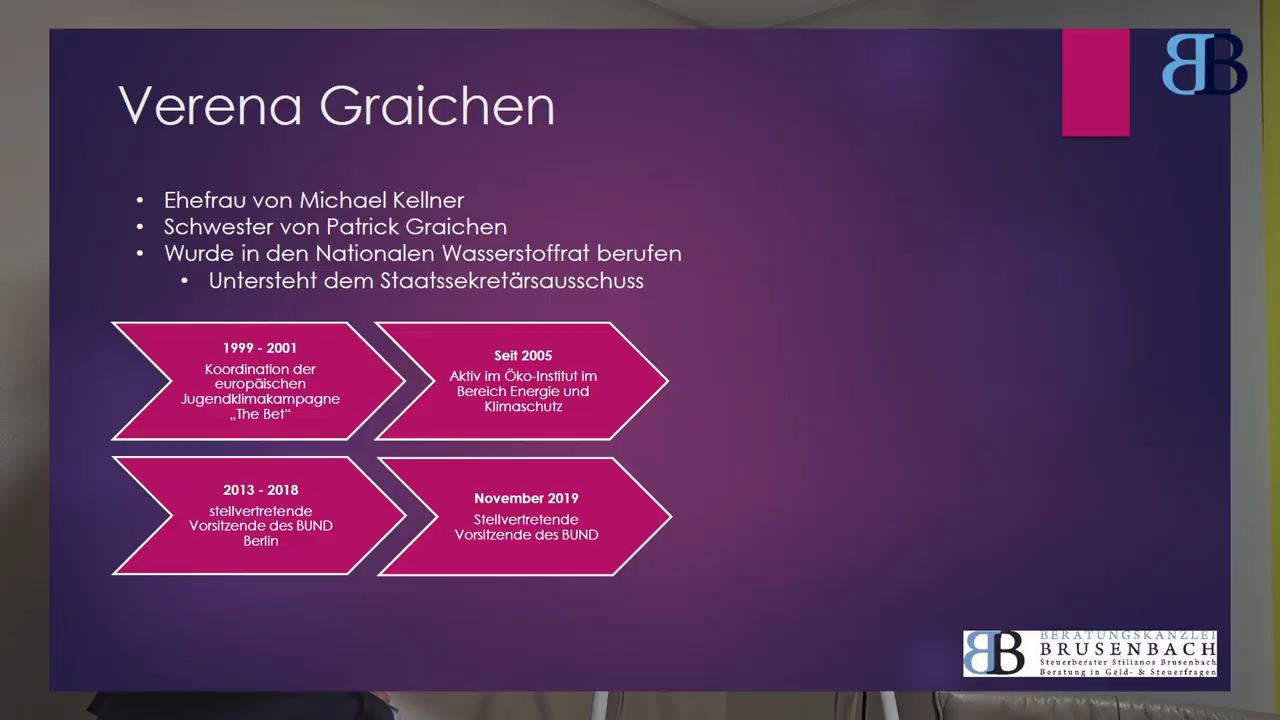 Verena Graichen
• Ehefrau von Michael Kellner
• Schwester von Patrick Graichen
• Wurde in den Nationalen Wasserstoffrat berufen
• Untersteht dem Staatssekretärsausschuss
1999 - 2001
Koordination der
europäischen
Jugendklimakampagne
„The Bet“
Seit 2005
Aktiv im Öko-Institut im
Bereich Energie und
Klimaschutz
2013 - 2018
stellvertretende
Vorsitzende des BUND
Berlin
November 2019
Stellvertretende
Vorsitzende des BUND
BB
BB
BERATUNGSKANZLEI
BRUSENBACH
Steuerberater Stilianos Brusenbach
Beratung in Geld- & Steuerfragen